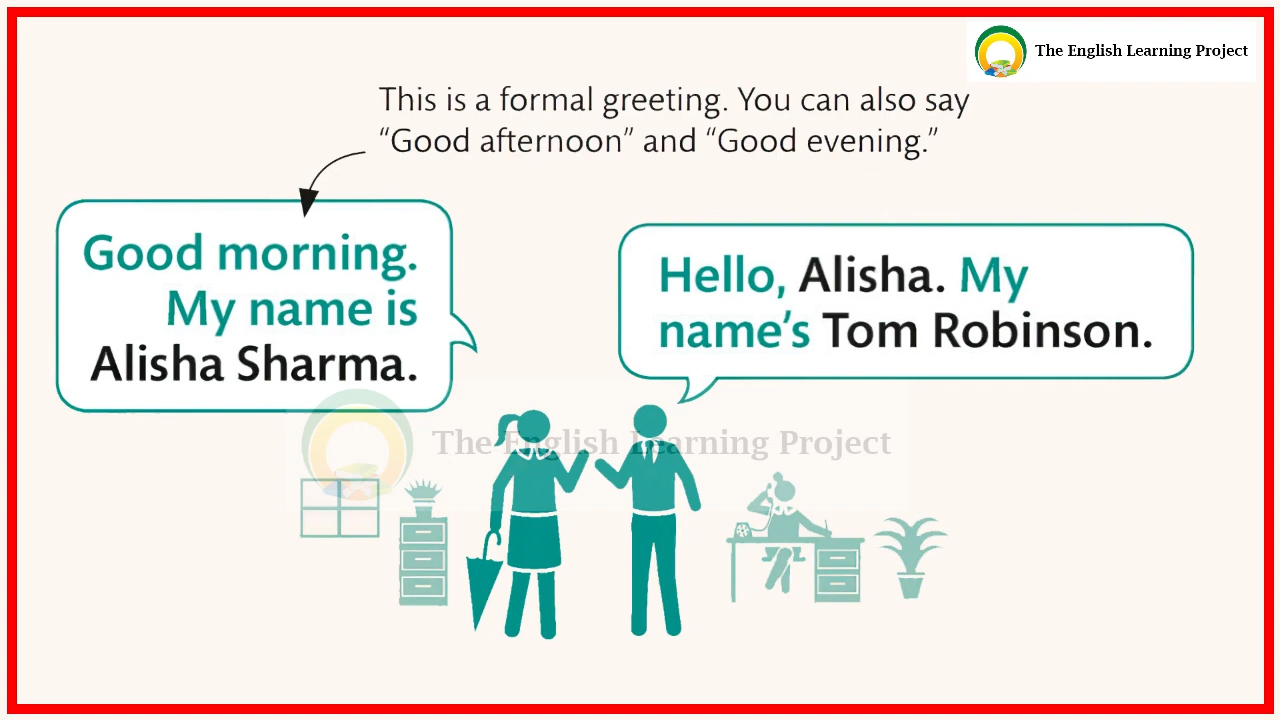 The English Learning Project
This is a formal greeting. You can also say
“Good afternoon” and “Good evening.”
Good morning.
My name is
Alisha Sharma.
Hello, Alisha. My
name’s Tom Robinson.
The English Learning Project